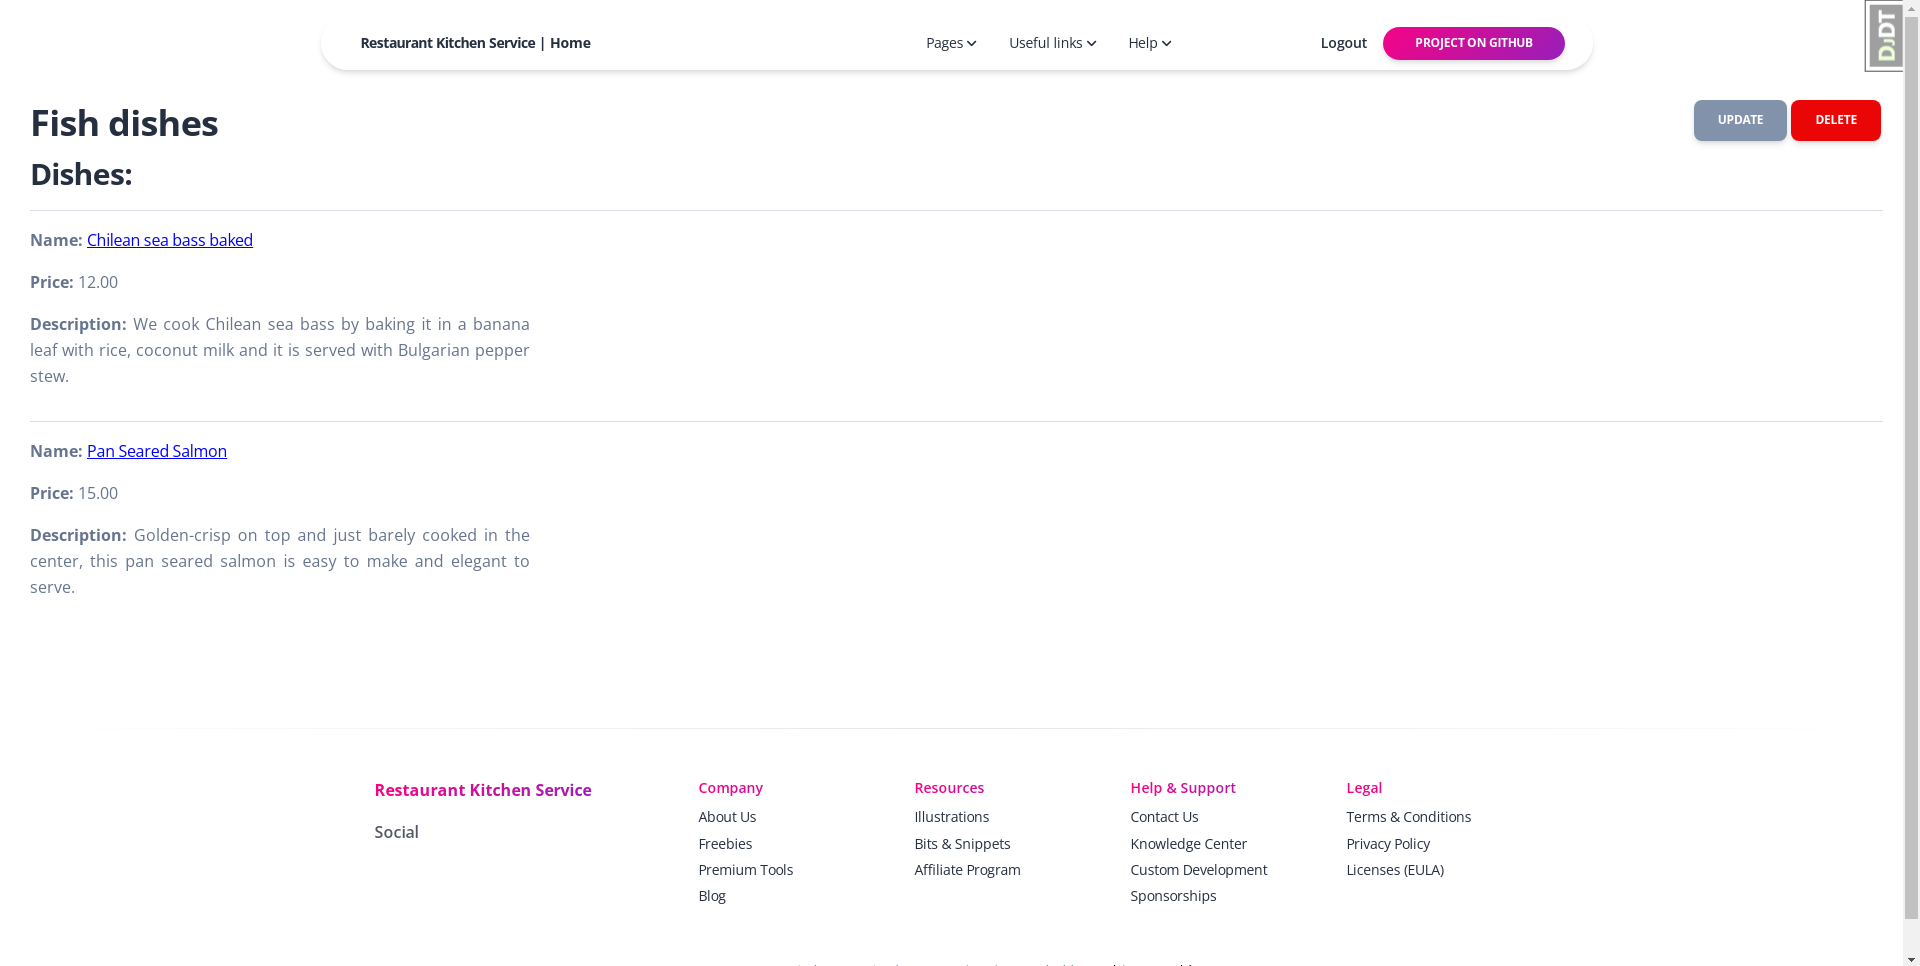 Restaurant Kitchen Service | Home
Pages
Useful links
Help
Logout
PROJECT ON GITHUB
DJDT
Fish dishes
UPDATE
DELETE
Dishes:
Name: Chilean sea bass baked
Price: 12.00
Description: We cook Chilean sea bass by baking it in a banana
leaf with rice, coconut milk and it is served with Bulgarian pepper
stew.
Name: Pan Seared Salmon
Price: 15.00
Description: Golden-crisp on top and just barely cooked in the
center, this pan seared salmon is easy to make and elegant to
serve.
Restaurant Kitchen Service
Social
Company
About Us
Freebies
Premium Tools
Blog
Resources
Illustrations
Bits & Snippets
Affiliate Program
Help & Support
Contact Us
Knowledge Center
Custom Development
Sponsorships
Legal
Terms & Conditions
Privacy Policy
Licenses (EULA)